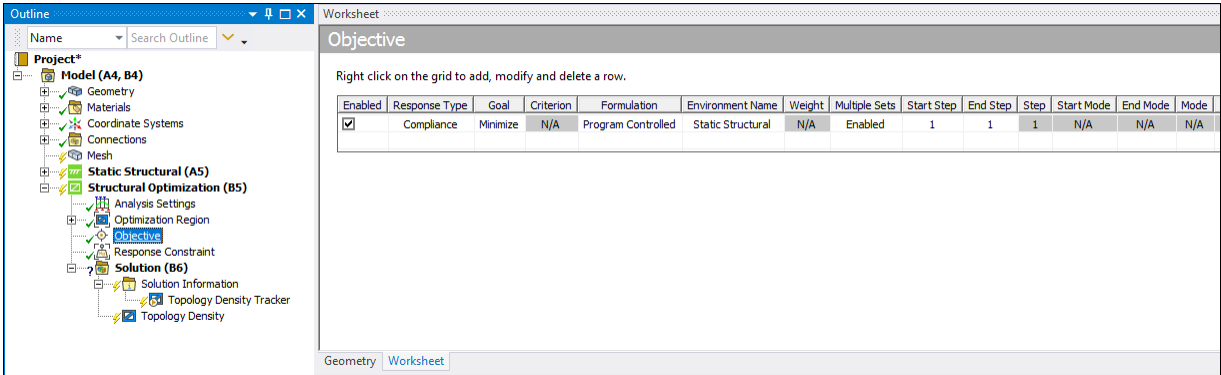 Outline
Name
Search Outline
Project*
Model (A4, B4)
Geometry
Materials
Coordinate Systems
Connections
Mesh
Static Structural (A5)
Structural Optimization (B5)
Analysis Settings
Optimization Region
Objective
Response Constraint
? Solution (B6)
Solution Information
Topology Density Tracker
Topology Density
Worksheet
Objective
Right click on the grid to add, modify and delete a row.
Enabled Response Type Goal Criterion Formulation Environment Name Weight Multiple Sets Start Step End Step Step Start Mode End Mode Mode
Compliance Minimize N/A Program Controlled Static Structural N/A Enabled 1 1 1 N/A N/A N/A
Geometry Worksheet